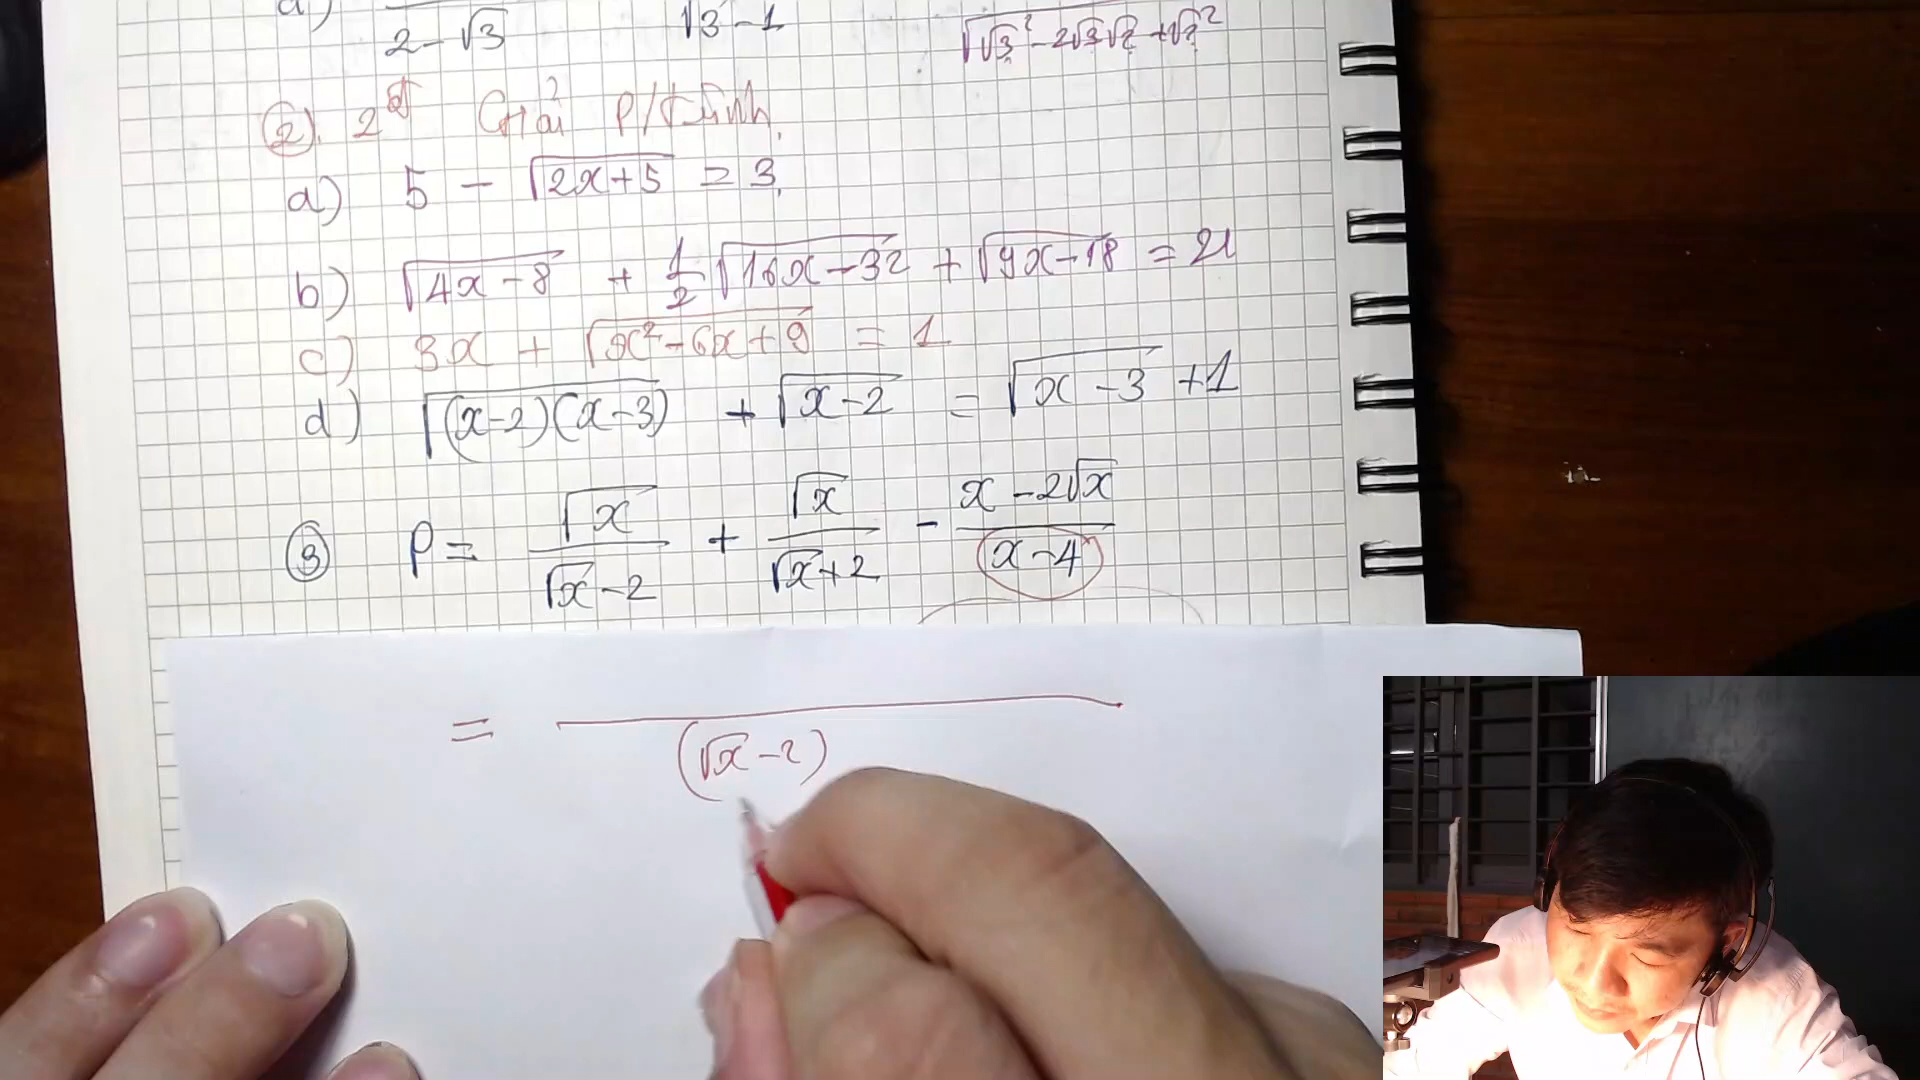 a) 2-√3 √3-1 √(√3² - 2√3√2 + √2²)
②. 2đ Giải p/trình.
a) 5 - √(2x+5) = 3
b) √(4x-8) + 1/2 √(16x-32) + √(9x-18) = 21
c) 3x + √(9x²-6x+9) = 1
d) √((x-2)(x-3)) + √(x-2) = √(x-3) + 1
③ P = √x/(√x-2) + √x/(√x+2) - (x-2√x)/(x-4)
= (√x-2)